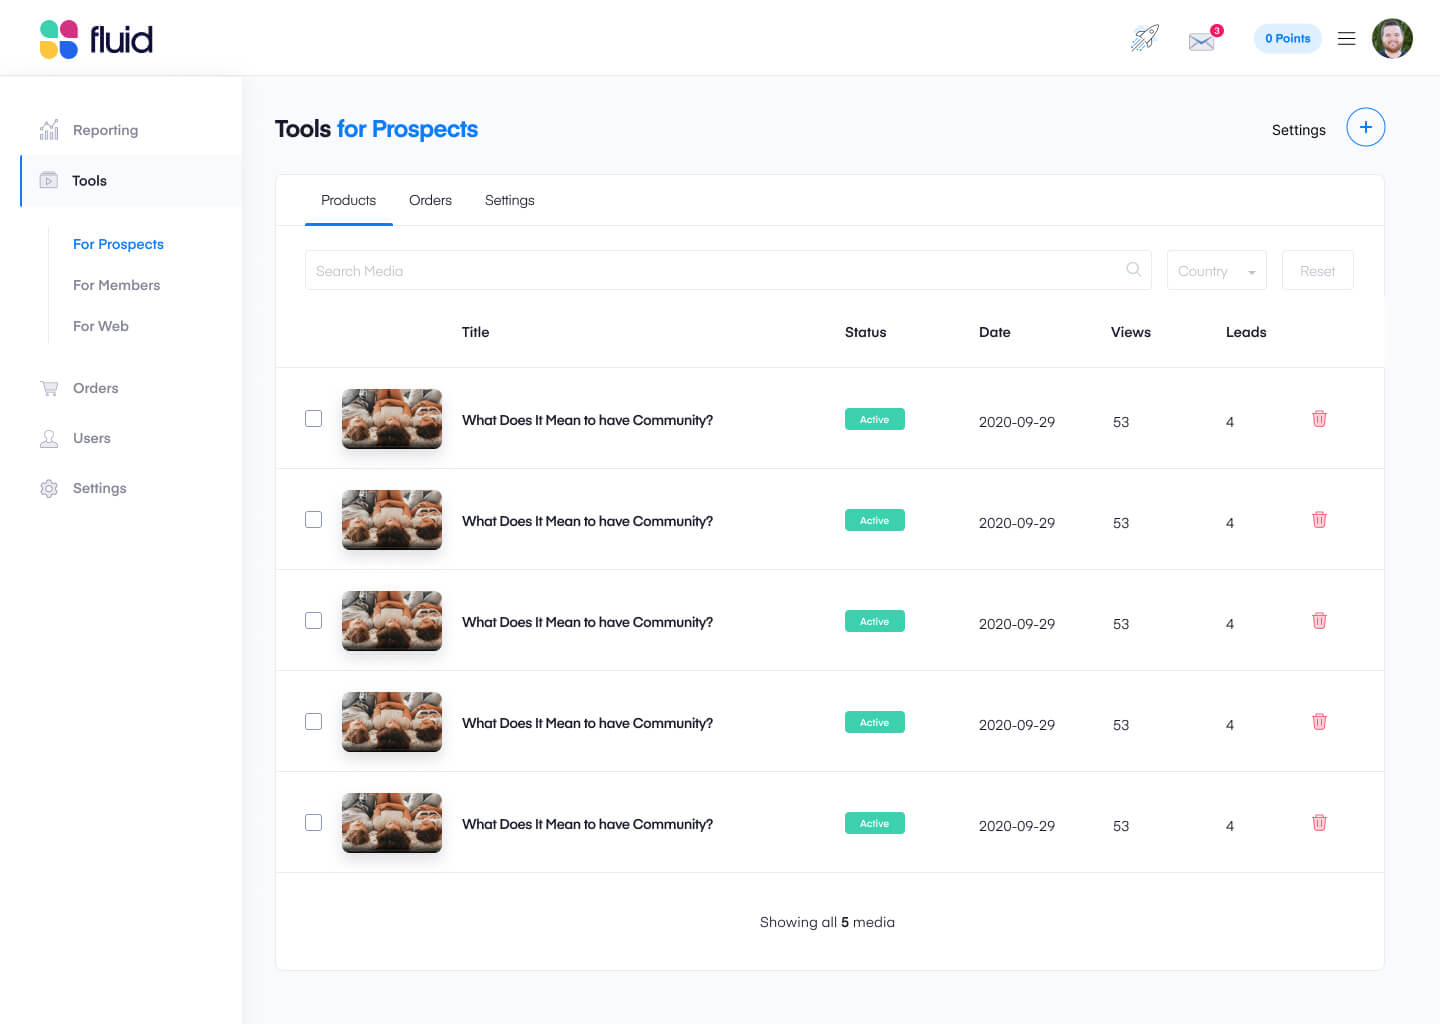 fluid
3
0 Points
Reporting
Tools
For Prospects
For Members
For Web
Orders
Users
Settings
Tools for Prospects
Settings
Products Orders Settings
Search Media Country Reset
Title Status Date Views Leads
What Does It Mean to have Community? Active 2020-09-29 53 4
What Does It Mean to have Community? Active 2020-09-29 53 4
What Does It Mean to have Community? Active 2020-09-29 53 4
What Does It Mean to have Community? Active 2020-09-29 53 4
What Does It Mean to have Community? Active 2020-09-29 53 4
Showing all 5 media